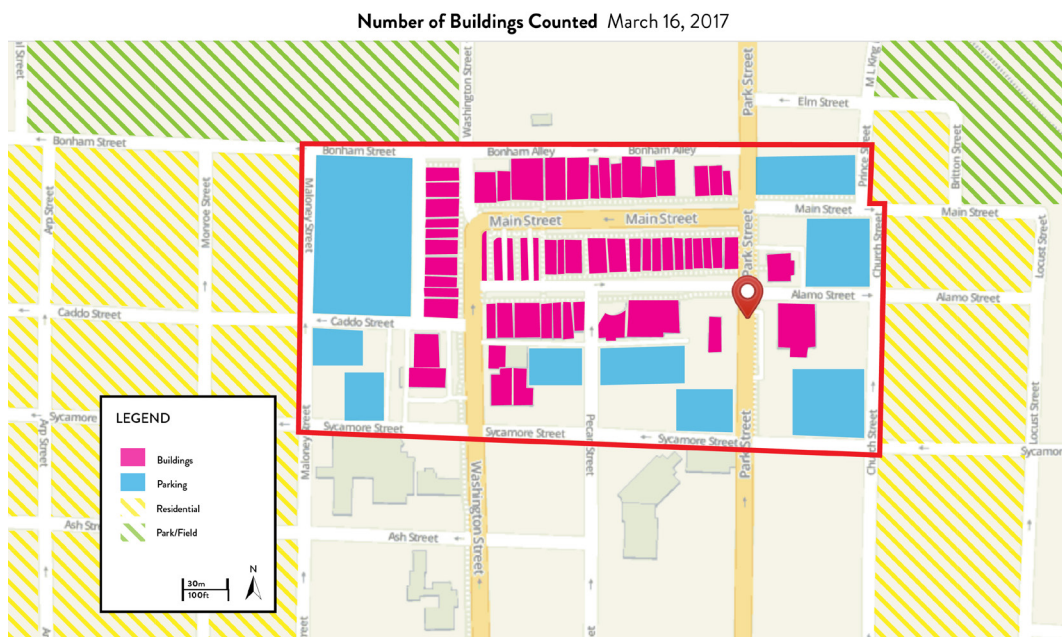 Number of Buildings Counted March 16, 2017
Washington Street
Park Street
M L King
Elm Street
Bonham Street
Bonham Street
Bonham Alley
Bonham Alley
Prince Street
Britton Street
Arp Street
Monroe Street
Maloney Street
Main Street
Main Street
Main Street
Main Street
Park Street
Church Street
Locust Street
Alamo Street
Alamo Street
Caddo Street
Caddo Street
Sycamore
Sycamore Street
Sycamore Street
Sycamore Street
Sycamor
Arp Street
Maloney Street
Washington Street
Park Street
Church Street
Locust Street
Ash Street
LEGEND
Buildings
Parking
Residential
Park/Field
30m
100ft
N